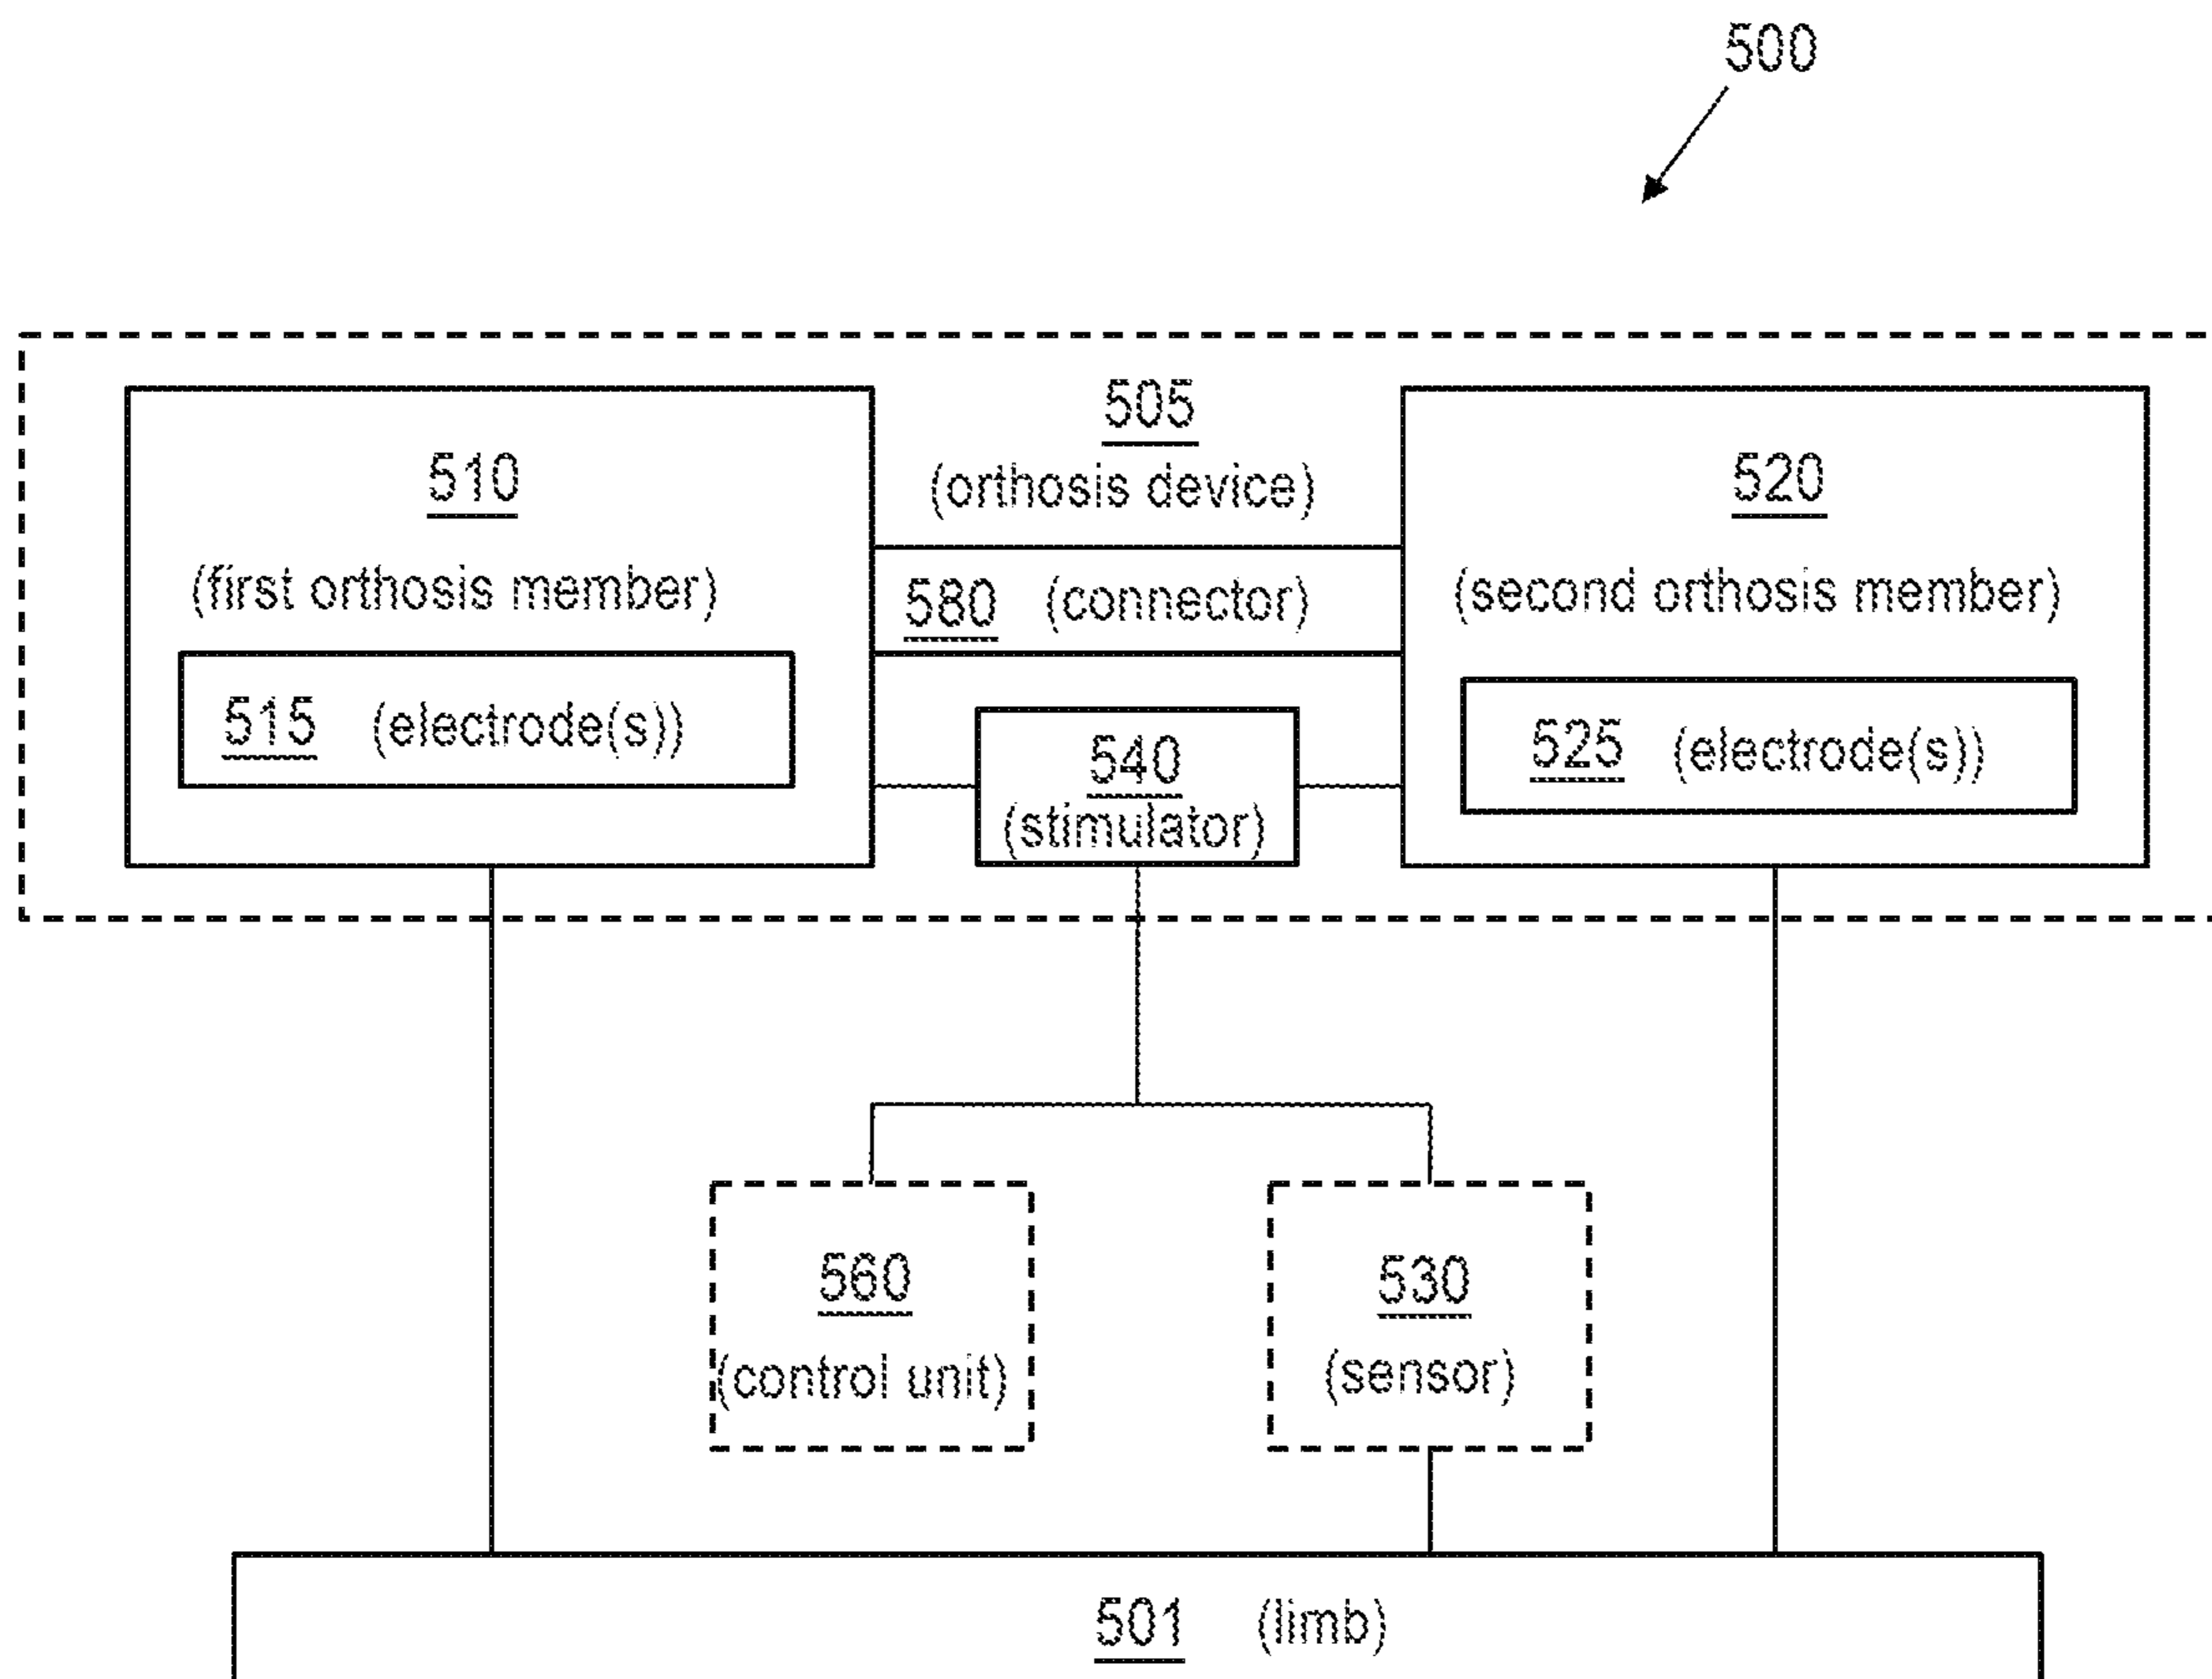 500
505
(orthosis device)
510
(first orthosis member)
520
(second orthosis member)
580 (connector)
515 (electrode(s))
525 (electrode(s))
540
(stimulator)
560
(control unit)
530
(sensor)
501 (limb)